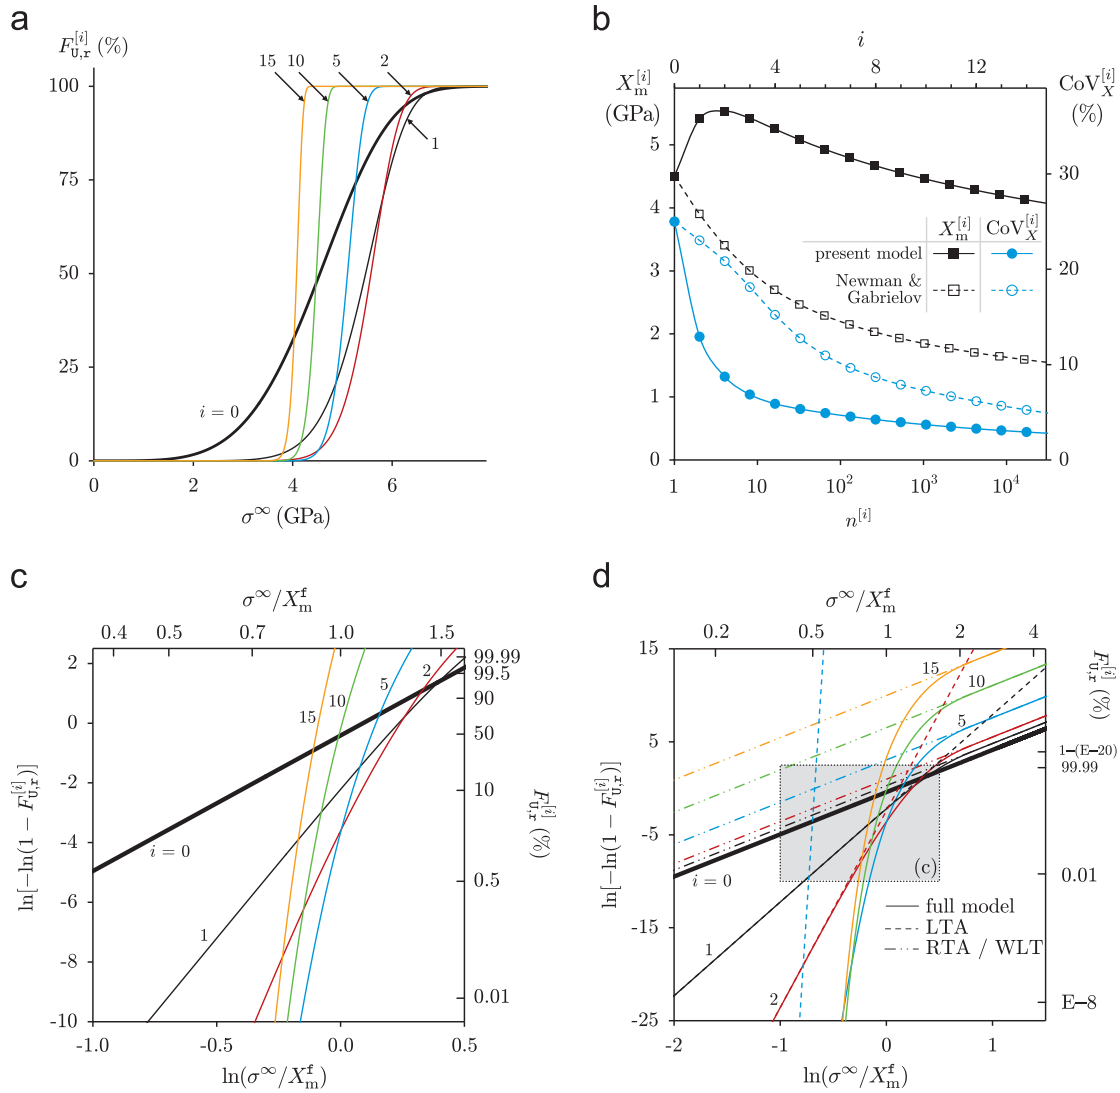 a
F_{U,r}^{[i]} (%)
15 10 5 2
100
75
50
25
0
1
i = 0
0 2 4 6
σ^∞ (GPa)
b
i
0 4 8 12
X_m^{[i]} (GPa)
CoV_X^{[i]} (%)
5
4
3
2
1
0
30
20
10
0
X_m^{[i]} CoV_X^{[i]}
present model
Newman &
Gabrielov
1 10 10^2 10^3 10^4
n^{[i]}
c
σ^∞/X_m^f
0.4 0.5 0.7 1.0 1.5
ln[−ln(1 − F_{U,r}^{[i]})]
2
0
-2
-4
-6
-8
-10
99.99
99.5
90
50
10
0.5
0.01
F_{U,r}^{[i]} (%)
2
5
10
15
i = 0
1
-1.0 -0.5 0.0 0.5
ln(σ^∞/X_m^f)
d
σ^∞/X_m^f
0.2 0.5 1 2 4
ln[−ln(1 − F_{U,r}^{[i]})]
15
5
-5
-15
-25
F_{U,r}^{[i]} (%)
1−(E-20)
99.99
0.01
E−8
15
10
5
(c)
i = 0
1
2
full model
LTA
RTA / WLT
-2 -1 0 1
ln(σ^∞/X_m^f)